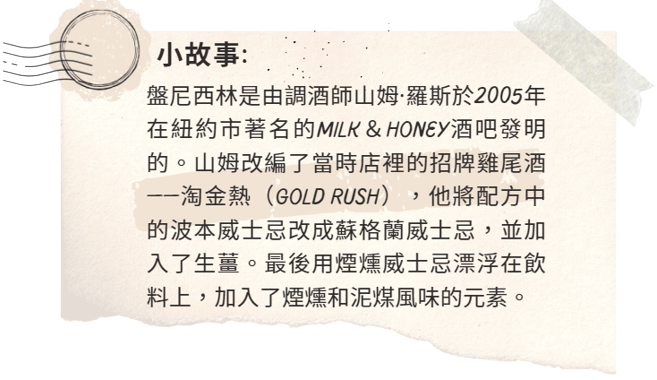 小故事:
盤尼西林是由調酒師山姆·羅斯於2005年
在紐約市著名的MILK & HONEY酒吧發明
的。山姆改編了當時店裡的招牌雞尾酒
——淘金熱（GOLD RUSH），他將配方中
的波本威士忌改成蘇格蘭威士忌，並加
入了生薑。最後用煙燻威士忌漂浮在飲
料上，加入了煙燻和泥煤風味的元素。